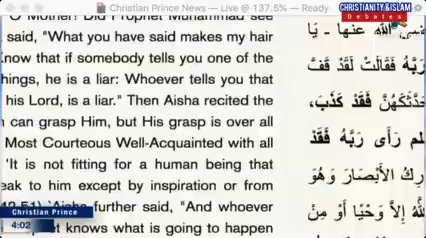 Christian Prince News — Live @ 137.5% — Ready
CHRISTIANITY & ISLAM
Debates
O Mother! Did Prophet Muhammad see
said, "What you have said makes my hair
Know that if somebody tells you one of the
hings, he is a liar: Whoever tells you that
his Lord, is a liar." Then Aisha recited the
can grasp Him, but His grasp is over all
Most Courteous Well-Acquainted with all
'It is not fitting for a human being that
eak to him except by inspiration or from
further said, "And whoever
knows what is going to happen
الله عنها ـ يَا
رَبَّهُ فَقَالَتْ لَقَدْ قَفَّ
حَدَّثَكَهُنَّ فَقَدْ كَذَبَ،
رَأَى رَبَّهُ فَقَدْ
الأَبْصَارَ وَهُوَ
إِلاَّ وَحْيًا أَوْ مِنْ
Christian Prince
4:02